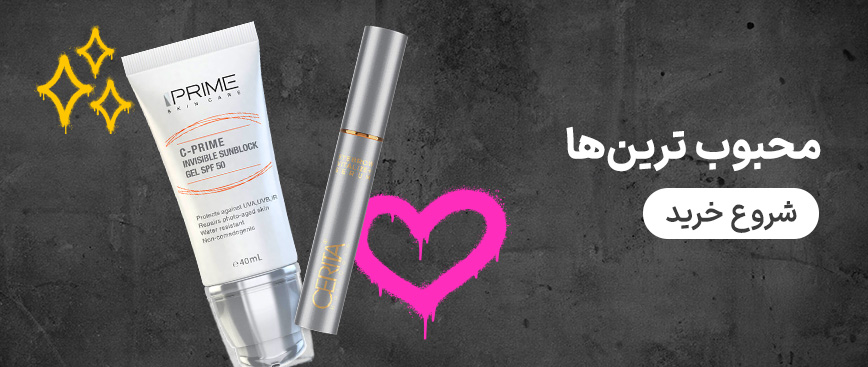 محبوب ترین‌ها
شروع خرید
PRIME
SKIN CARE
C-PRIME
INVISIBLE SUNBLOCK
GEL SPF 50
Protects against UVA,UVB,IR
Repairs photo-aged skin
Water resistant
Non-comedogenic
℮40mL
CERITA